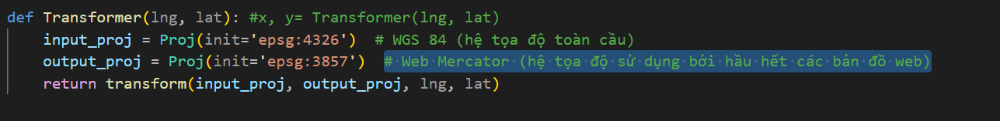 def Transformer(lng, lat): #x, y= Transformer(lng, lat)
input_proj = Proj(init='epsg:4326')  # WGS 84 (hệ tọa độ toàn cầu)
output_proj = Proj(init='epsg:3857')  # Web Mercator (hệ tọa độ sử dụng bởi hầu hết các bản đồ web)
return transform(input_proj, output_proj, lng, lat)